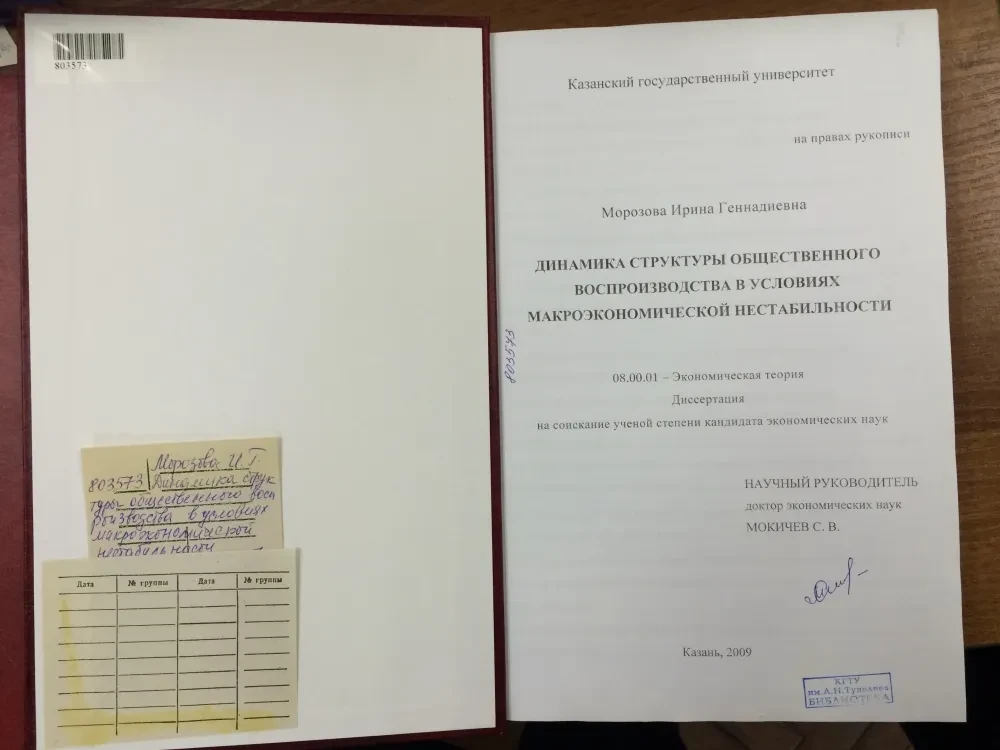 803573
Морозова И. Г.
803573 Динамика струк
туры общественного восп
роизводства в условиях
макроэкономической
нестабильности
Дата № группы Дата № группы
Казанский государственный университет
на правах рукописи
Морозова Ирина Геннадиевна
ДИНАМИКА СТРУКТУРЫ ОБЩЕСТВЕННОГО
ВОСПРОИЗВОДСТВА В УСЛОВИЯХ
МАКРОЭКОНОМИЧЕСКОЙ НЕСТАБИЛЬНОСТИ
803573
08.00.01 – Экономическая теория
Диссертация
на соискание ученой степени кандидата экономических наук
НАУЧНЫЙ РУКОВОДИТЕЛЬ
доктор экономических наук
МОКИЧЕВ С. В.
Казань, 2009
КГТУ
им.А.Н.Туполева
БИБЛИОТЕКА